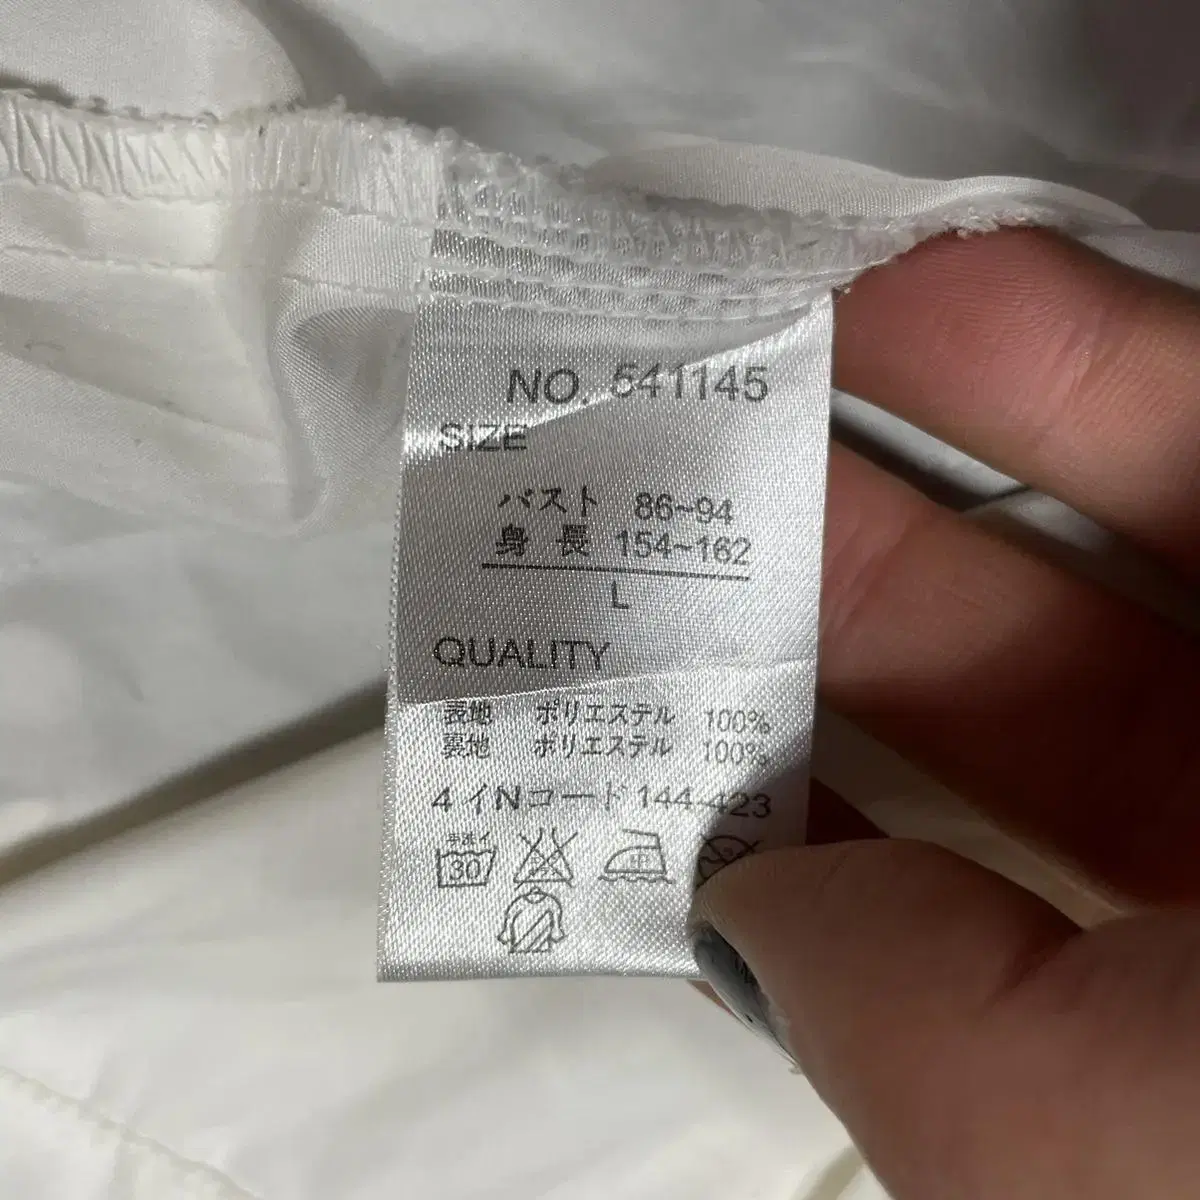 NO. 541145
SIZE
バスト 86~94
身長 154~162
L
QUALITY
表地 ポリエステル 100%
裏地 ポリエステル 100%
4イNコード 144-423
30
中